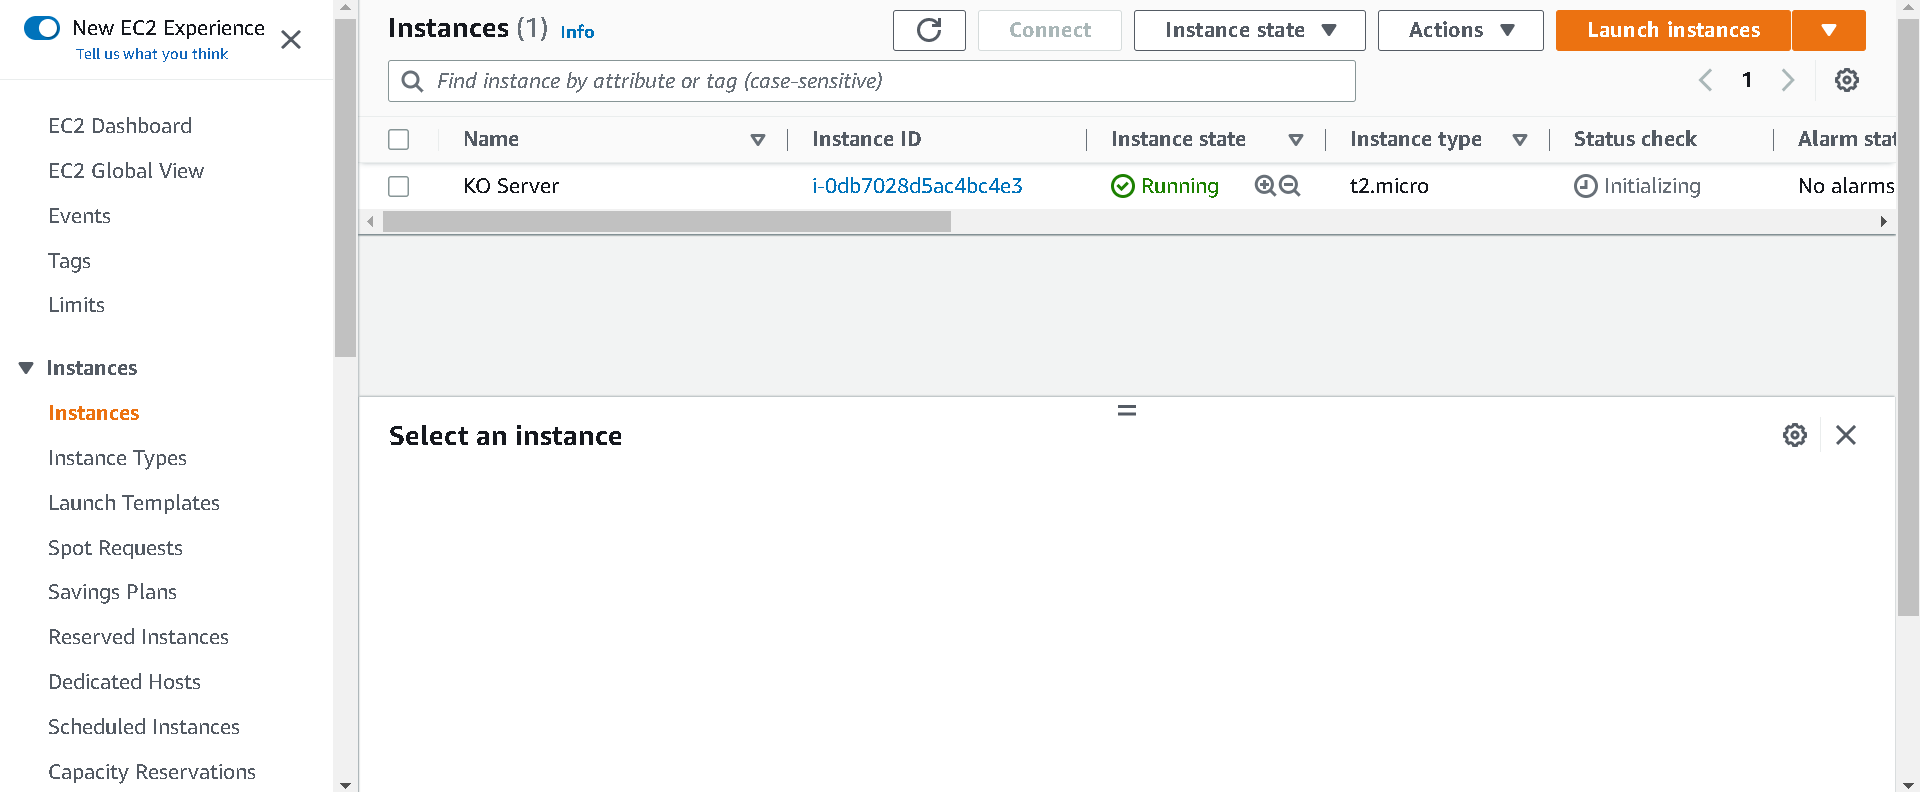 New EC2 Experience
Tell us what you think
EC2 Dashboard
EC2 Global View
Events
Tags
Limits
Instances
Instances
Instance Types
Launch Templates
Spot Requests
Savings Plans
Reserved Instances
Dedicated Hosts
Scheduled Instances
Capacity Reservations
Instances (1) Info
Connect
Instance state
Actions
Launch instances
Find instance by attribute or tag (case-sensitive)
1
Name Instance ID Instance state Instance type Status check Alarm stat
KO Server i-0db7028d5ac4bc4e3 Running t2.micro Initializing No alarms
Select an instance